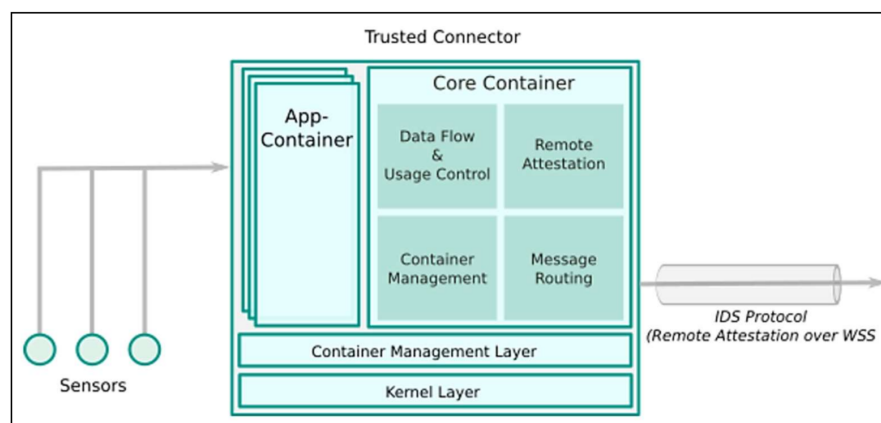 Trusted Connector
App-
Container
Core Container
Data Flow
&
Usage Control
Remote
Attestation
Container
Management
Message
Routing
IDS Protocol
(Remote Attestation over WSS
Container Management Layer
Kernel Layer
Sensors